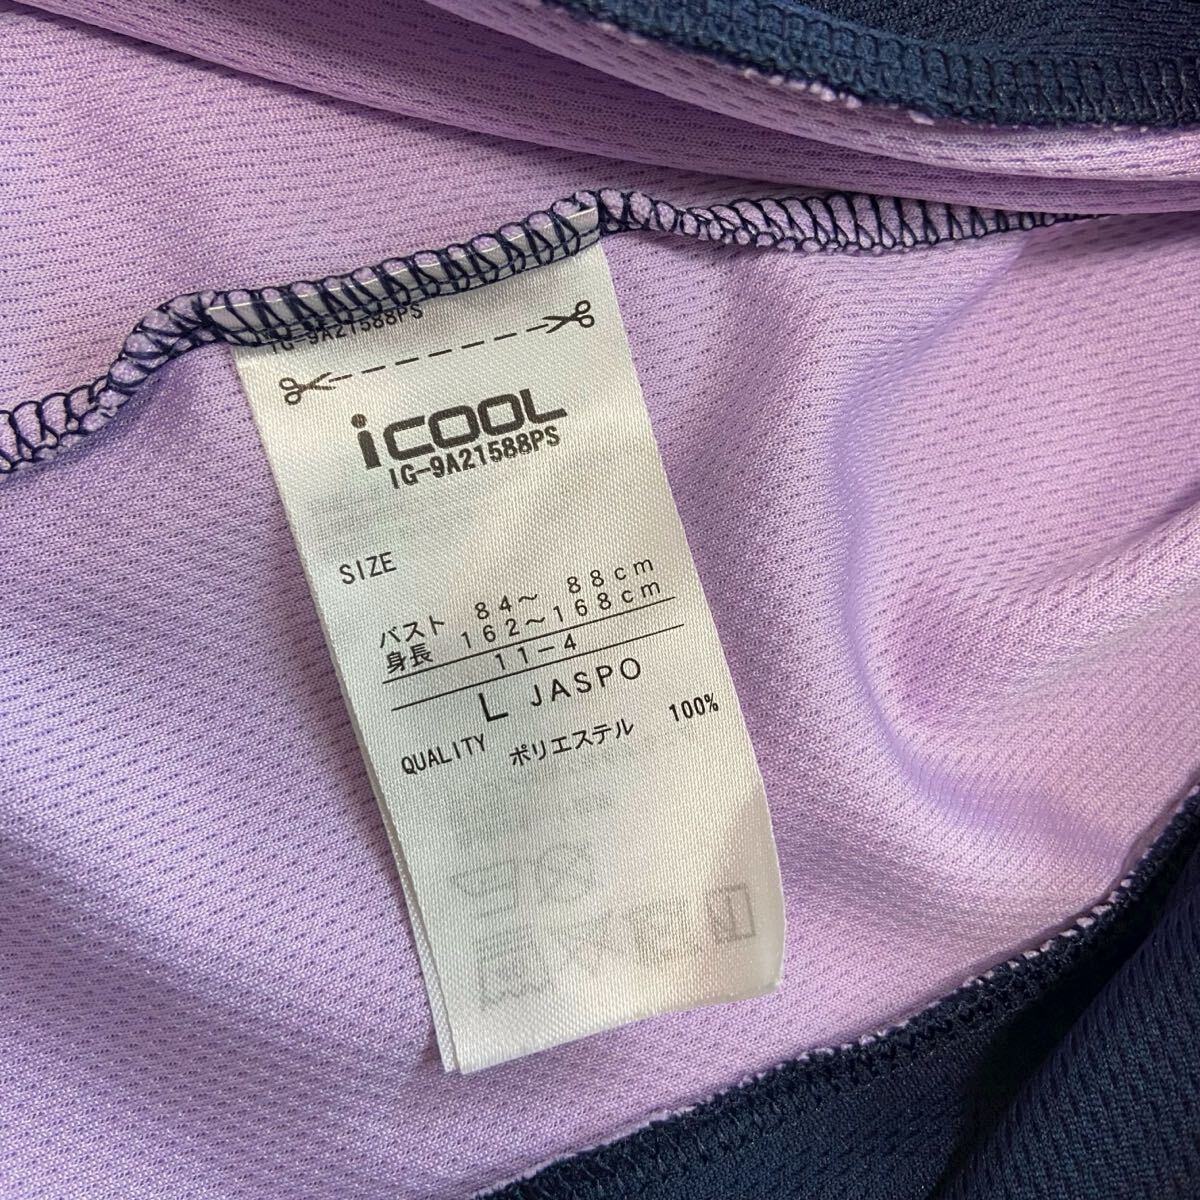 IG-9A21588PS
iCOOL
IG-9A21588PS
SIZE
バスト 84～ 88cm
身長 162～168cm
11-4
L JASPO
QUALITY ポリエステル 100%